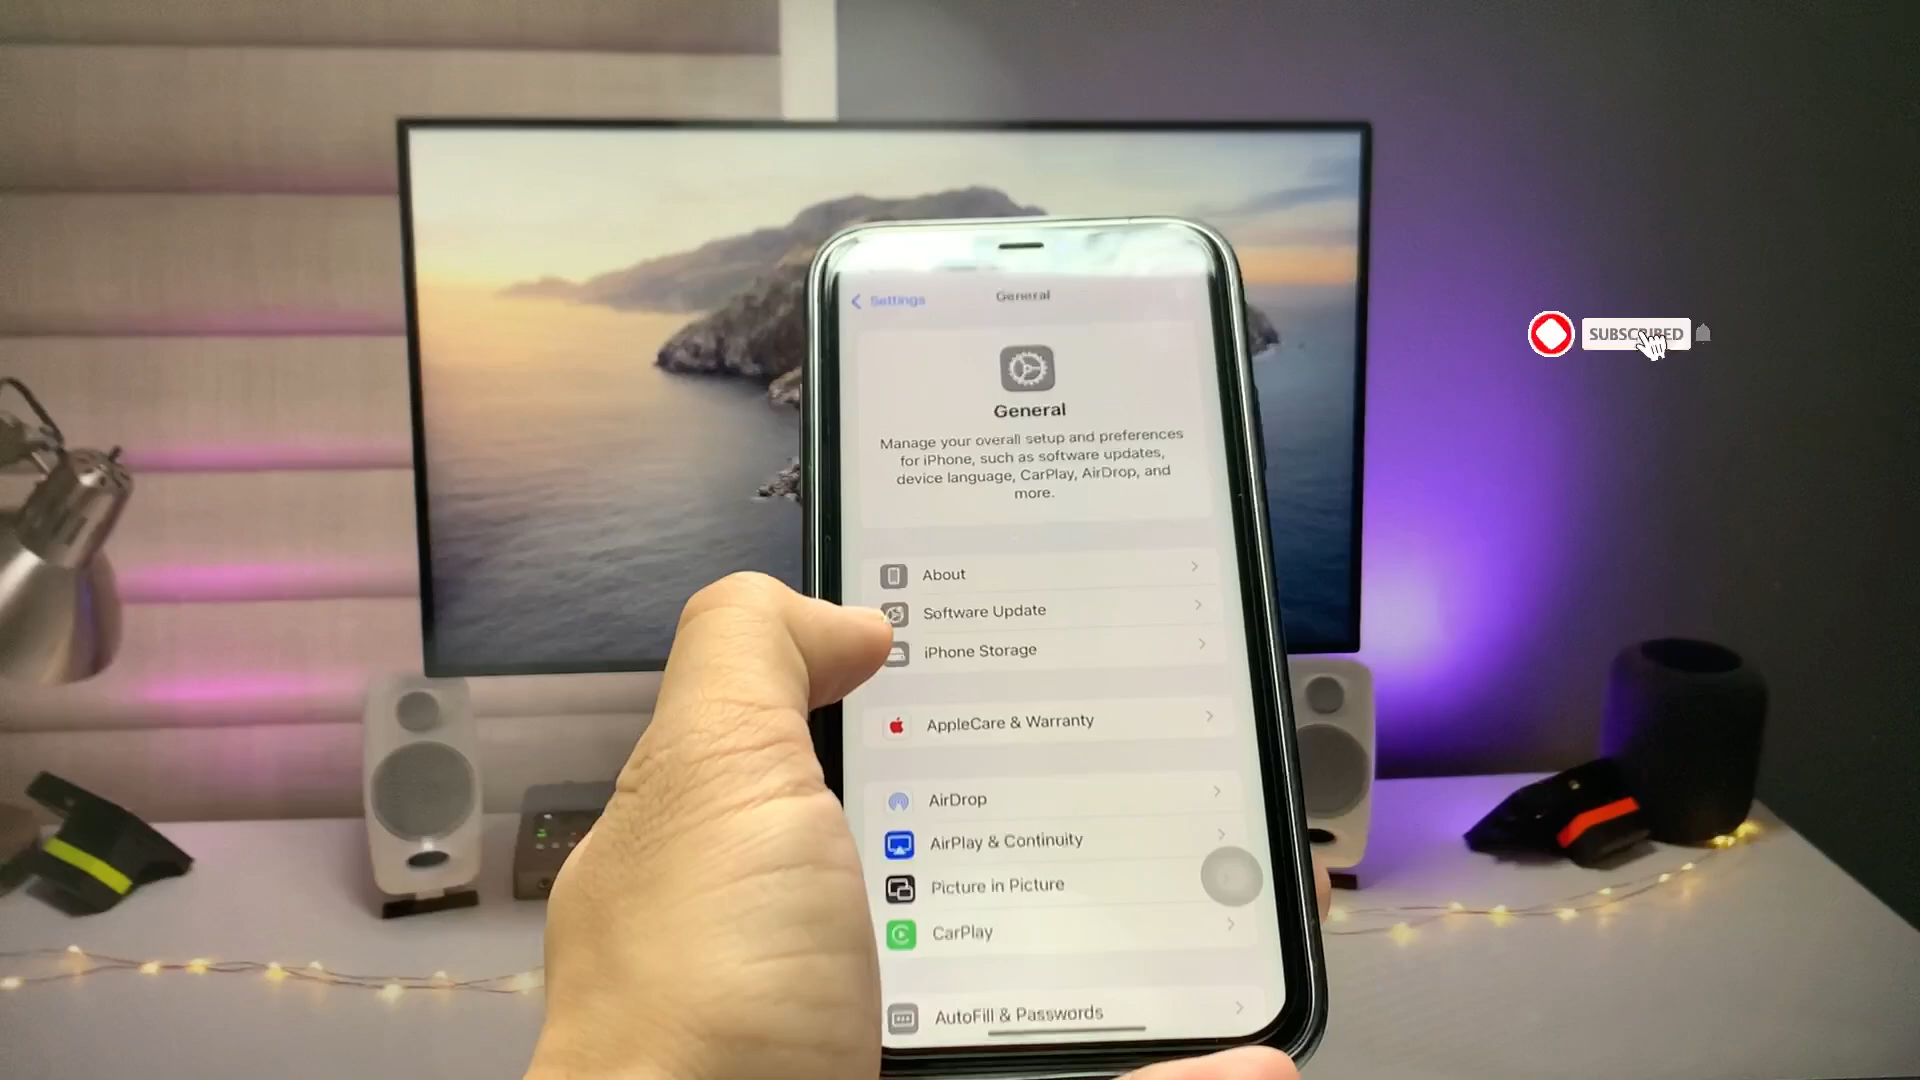 Settings
General
General
Manage your overall setup and preferences
for iPhone, such as software updates,
device language, CarPlay, AirDrop, and
more.
About
Software Update
iPhone Storage
AppleCare & Warranty
AirDrop
AirPlay & Continuity
Picture in Picture
CarPlay
AutoFill & Passwords
SUBSCRIBED